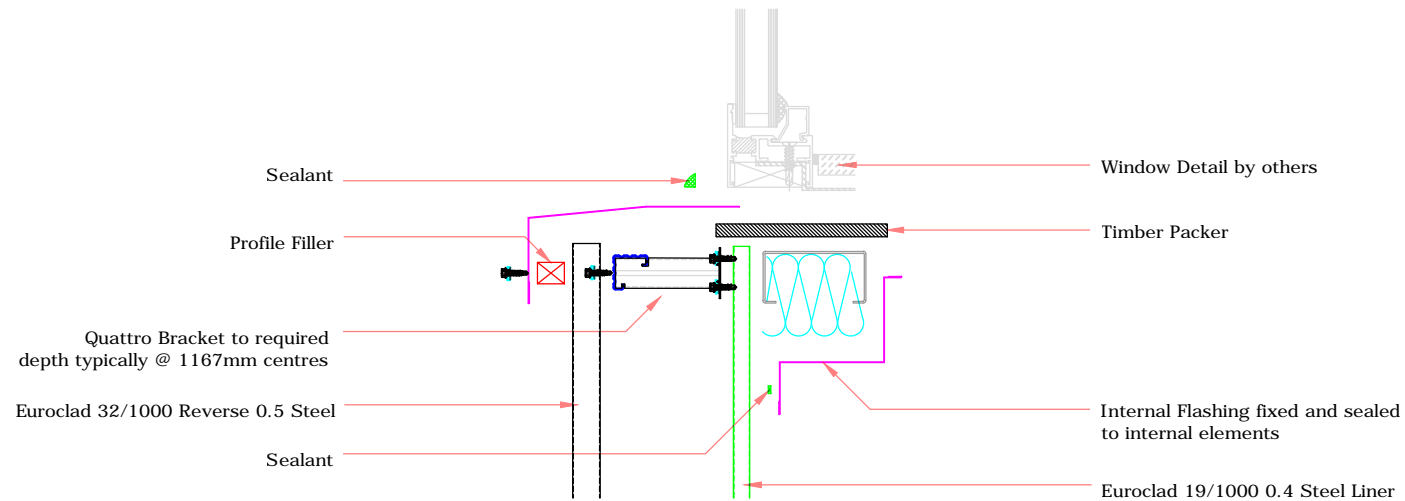 Sealant
Profile Filler
Quattro Bracket to required
depth typically @ 1167mm centres
Euroclad 32/1000 Reverse 0.5 Steel
Sealant
Window Detail by others
Timber Packer
Internal Flashing fixed and sealed
to internal elements
Euroclad 19/1000 0.4 Steel Liner